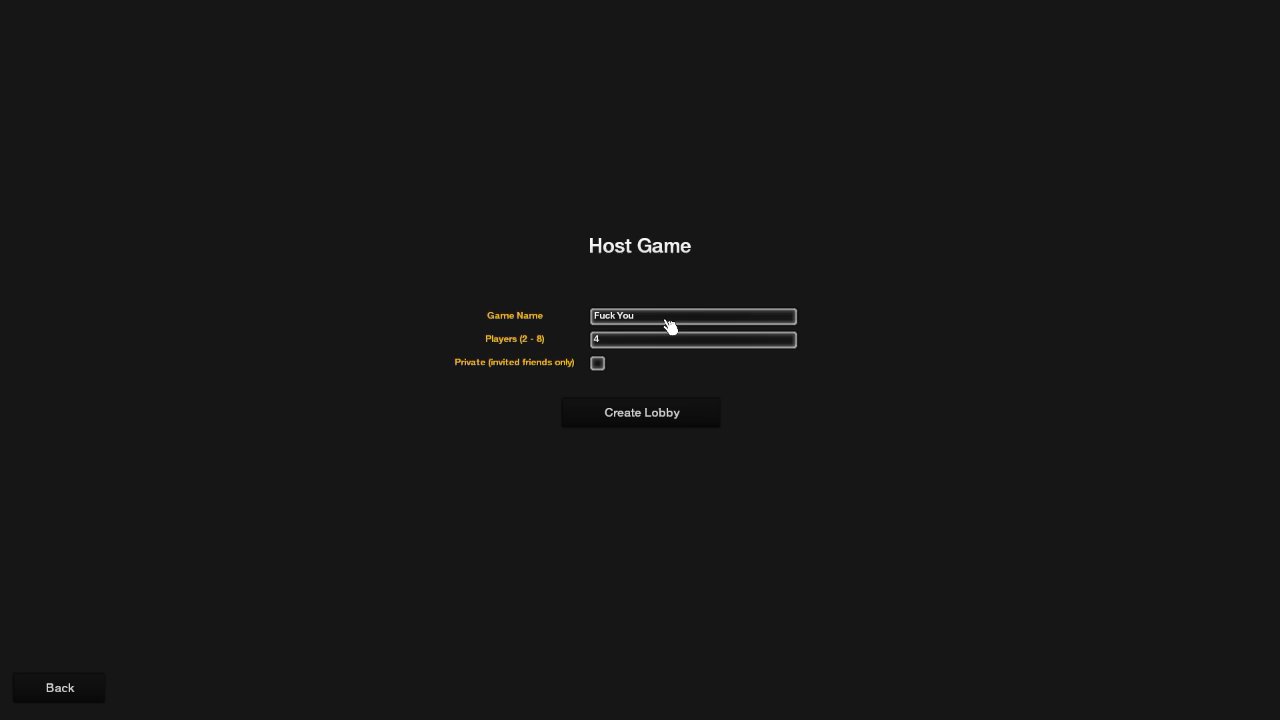 Host Game
Game Name Fuck You
Players (2 - 8) 4
Private (invited friends only)
Create Lobby
Back